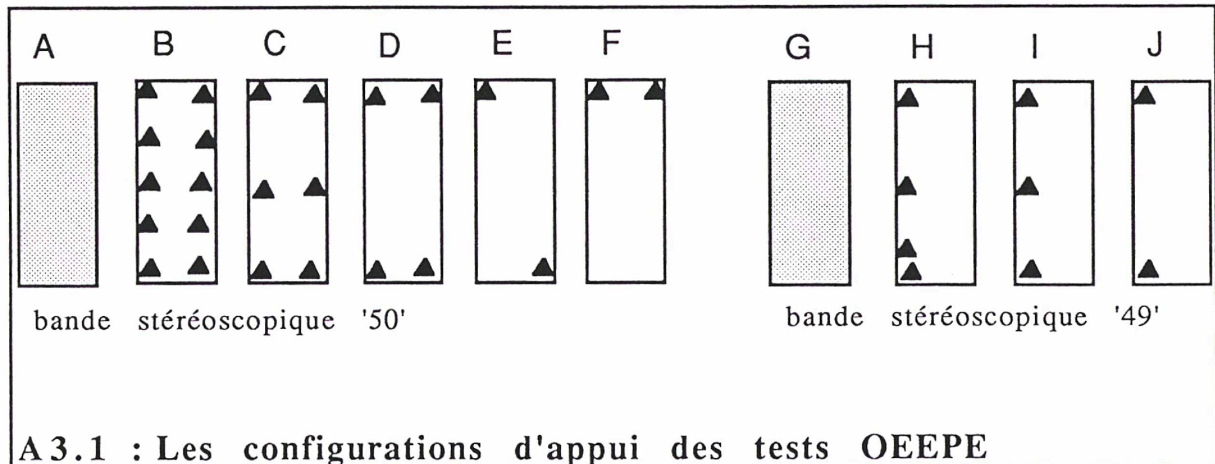 A B C D E F G H I J
bande stéréoscopique '50' bande stéréoscopique '49'
A3.1 : Les configurations d'appui des tests OEEPE